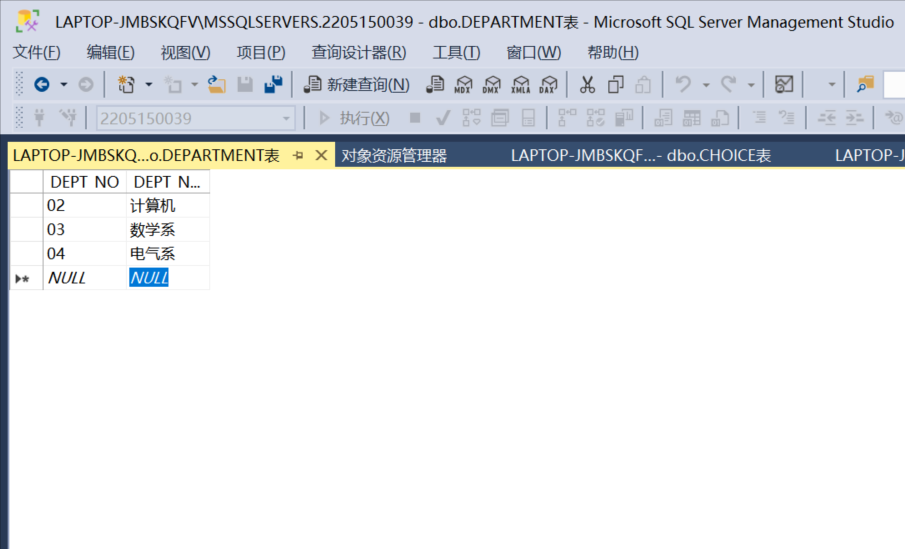 LAPTOP-JMBSKQFV\MSSQLSERVERS.2205150039 - dbo.DEPARTMENT表 - Microsoft SQL Server Management Studio
文件(F) 编辑(E) 视图(V) 项目(P) 查询设计器(R) 工具(T) 窗口(W) 帮助(H)
新建查询(N) MDX DMX XMLA DAX
2205150039 执行(X)
LAPTOP-JMBSKQ...o.DEPARTMENT表 对象资源管理器 LAPTOP-JMBSKQF...- dbo.CHOICE表 LAPTOP-J
DEPT_NO DEPT_N...
02 计算机
03 数学系
04 电气系
NULL NULL